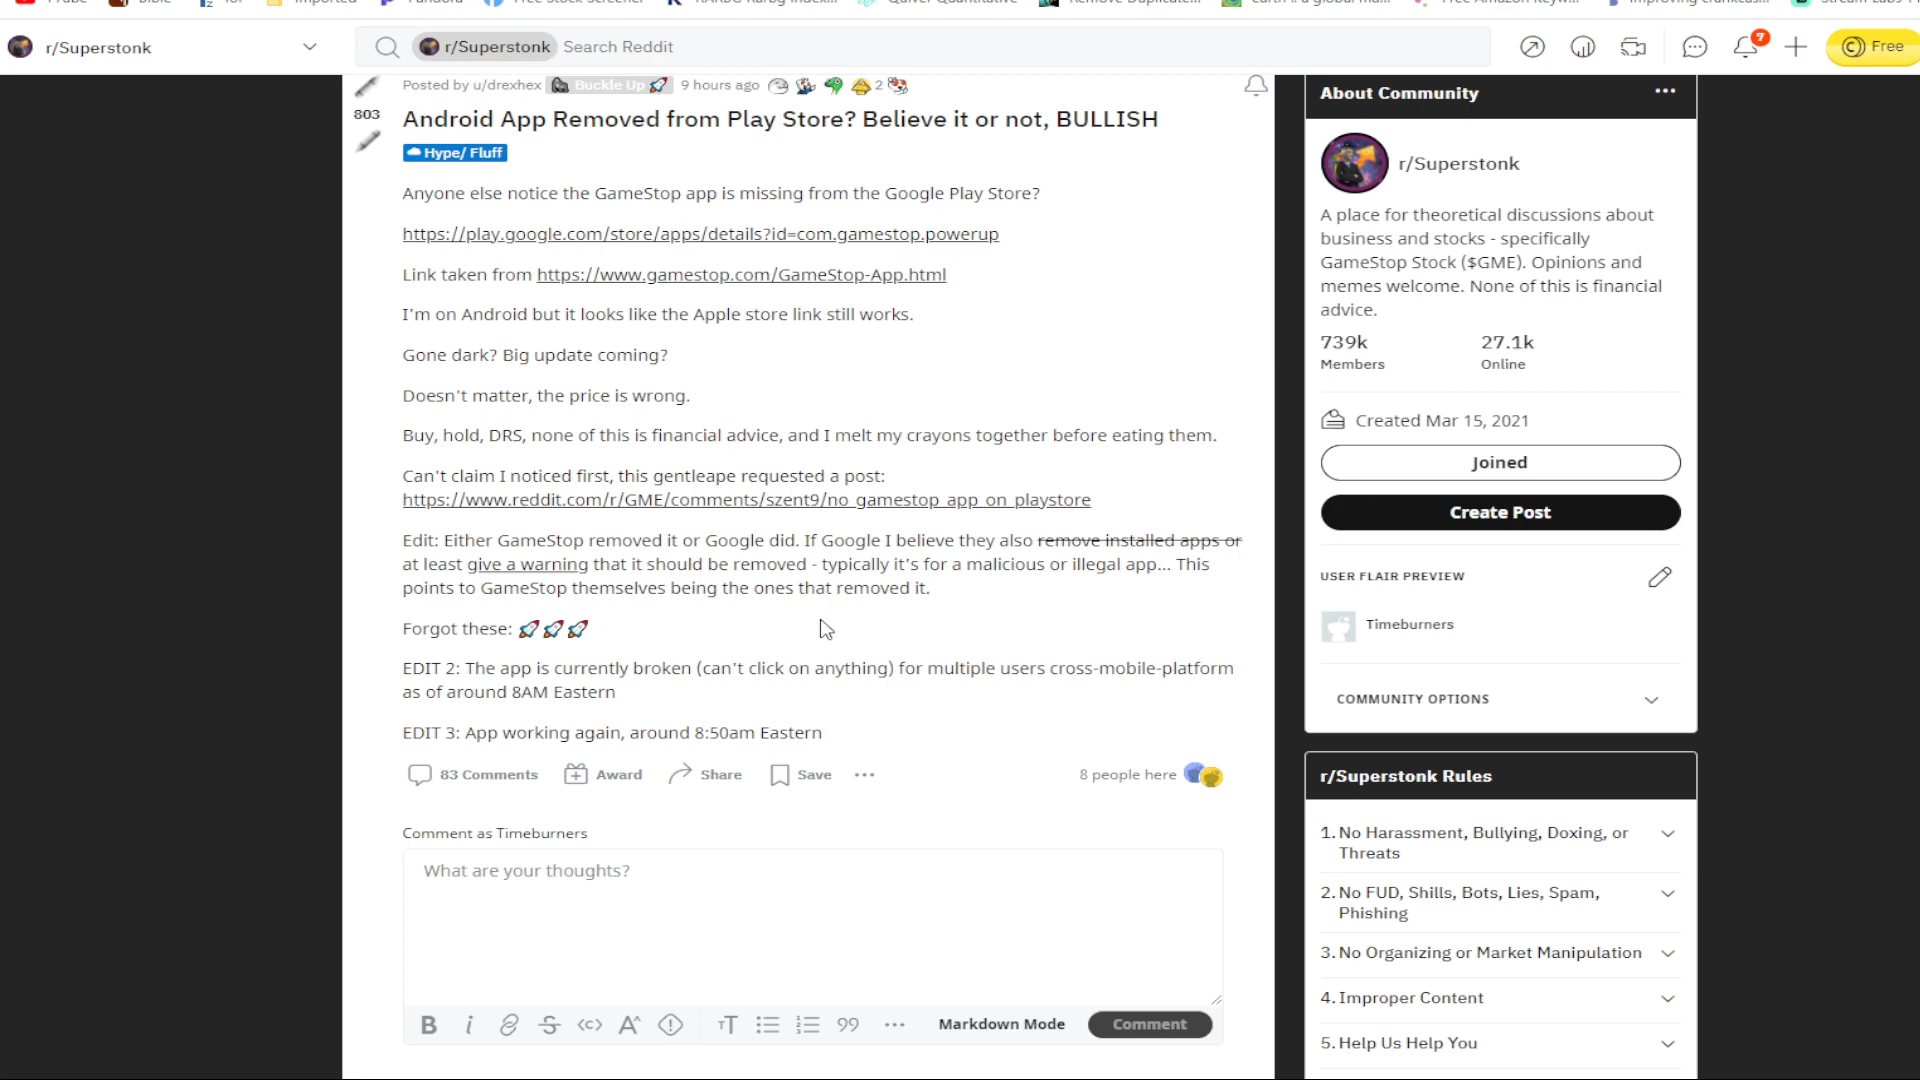 r/Superstonk
r/Superstonk Search Reddit
7
Free
Posted by u/drexhex Buckle Up 9 hours ago 2
803
Android App Removed from Play Store? Believe it or not, BULLISH
Hype/ Fluff
Anyone else notice the GameStop app is missing from the Google Play Store?
https://play.google.com/store/apps/details?id=com.gamestop.powerup
Link taken from https://www.gamestop.com/GameStop-App.html
I'm on Android but it looks like the Apple store link still works.
Gone dark? Big update coming?
Doesn't matter, the price is wrong.
Buy, hold, DRS, none of this is financial advice, and I melt my crayons together before eating them.
Can't claim I noticed first, this gentleape requested a post:
https://www.reddit.com/r/GME/comments/szent9/no_gamestop_app_on_playstore
Edit: Either GameStop removed it or Google did. If Google I believe they also remove installed apps or
at least give a warning that it should be removed - typically it's for a malicious or illegal app... This
points to GameStop themselves being the ones that removed it.
Forgot these:
EDIT 2: The app is currently broken (can't click on anything) for multiple users cross-mobile-platform
as of around 8AM Eastern
EDIT 3: App working again, around 8:50am Eastern
83 Comments Award Share Save ... 8 people here
Comment as Timeburners
What are your thoughts?
Markdown Mode Comment
About Community
r/Superstonk
A place for theoretical discussions about
business and stocks - specifically
GameStop Stock ($GME). Opinions and
memes welcome. None of this is financial
advice.
739k 27.1k
Members Online
Created Mar 15, 2021
Joined
Create Post
USER FLAIR PREVIEW
Timeburners
COMMUNITY OPTIONS
r/Superstonk Rules
1. No Harassment, Bullying, Doxing, or
Threats
2. No FUD, Shills, Bots, Lies, Spam,
Phishing
3. No Organizing or Market Manipulation
4. Improper Content
5. Help Us Help You